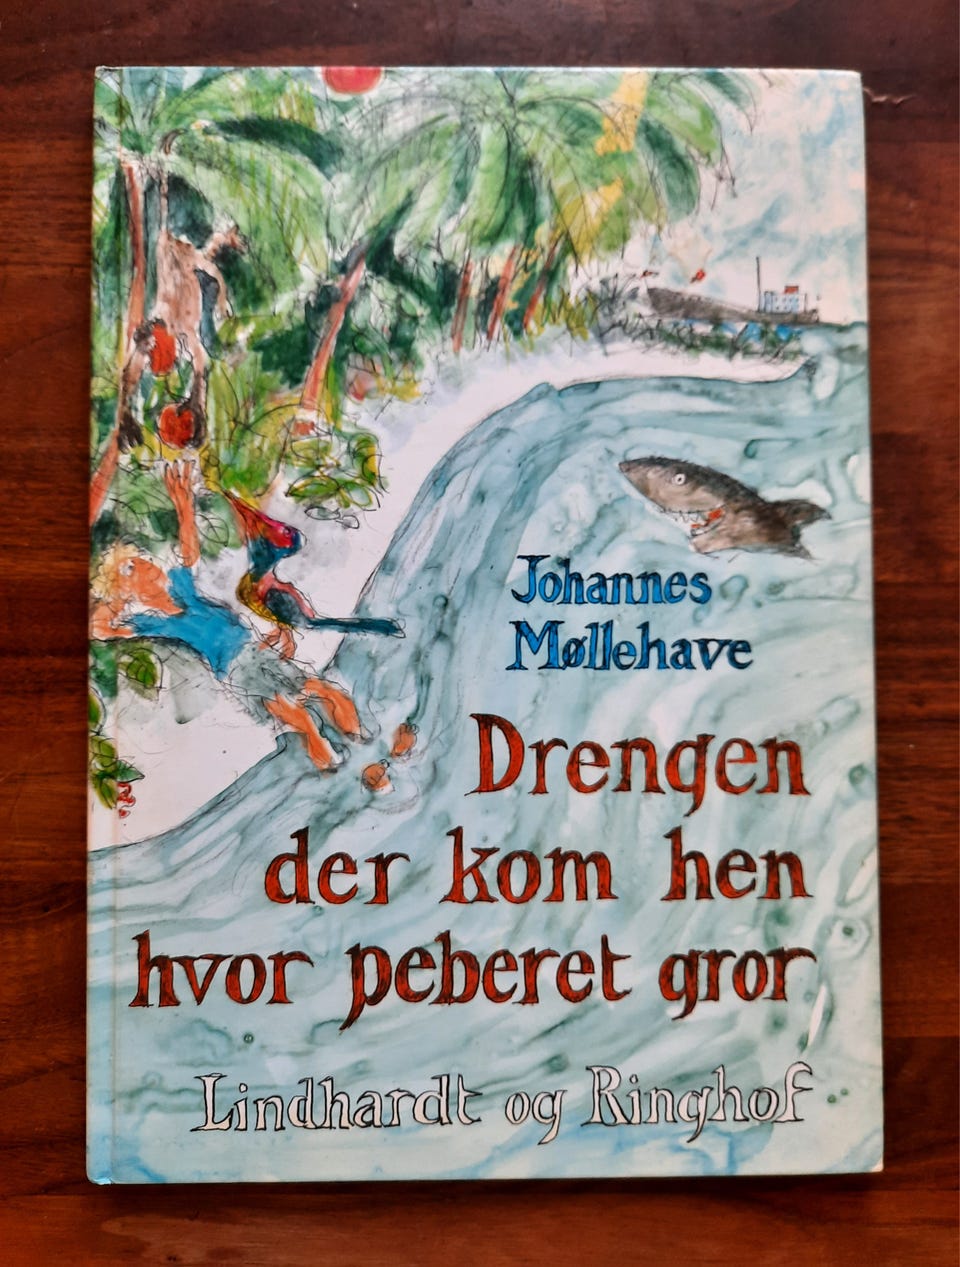 Johannes
Møllehave
Drengen
der kom hen
hvor peberet gror
Lindhardt og Ringhof